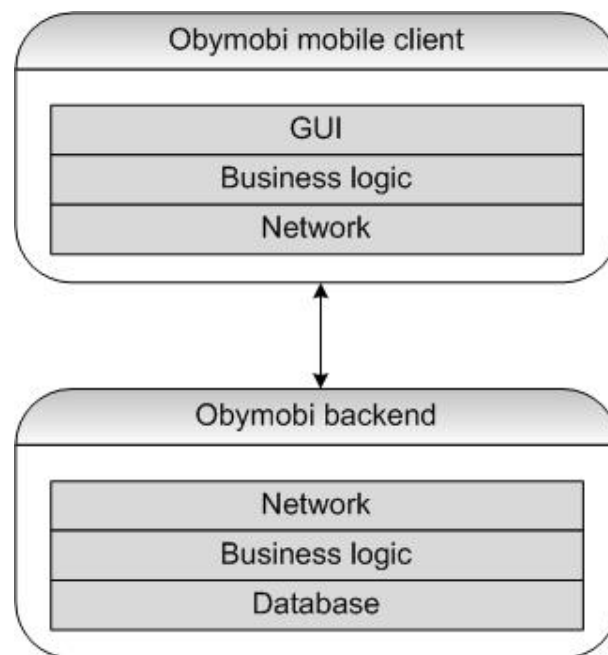 Obymobi mobile client
GUI
Business logic
Network
Obymobi backend
Network
Business logic
Database